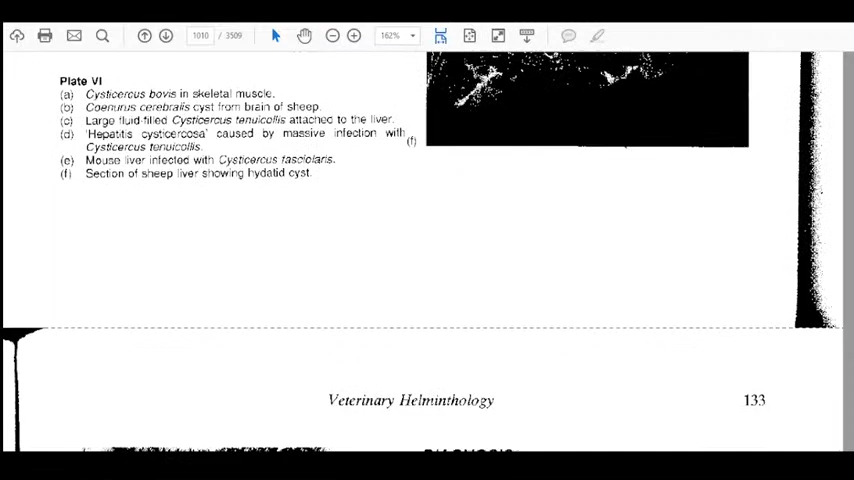 1010 / 3509
162%
Plate VI
(a) Cysticercus bovis in skeletal muscle.
(b) Coenurus cerebralis cyst from brain of sheep.
(c) Large fluid-filled Cysticercus tenuicollis attached to the liver.
(d) 'Hepatitis cysticercosa' caused by massive infection with
Cysticercus tenuicollis.
(f)
(e) Mouse liver infected with Cysticercus fasciolaris.
(f) Section of sheep liver showing hydatid cyst.
Veterinary Helminthology 133